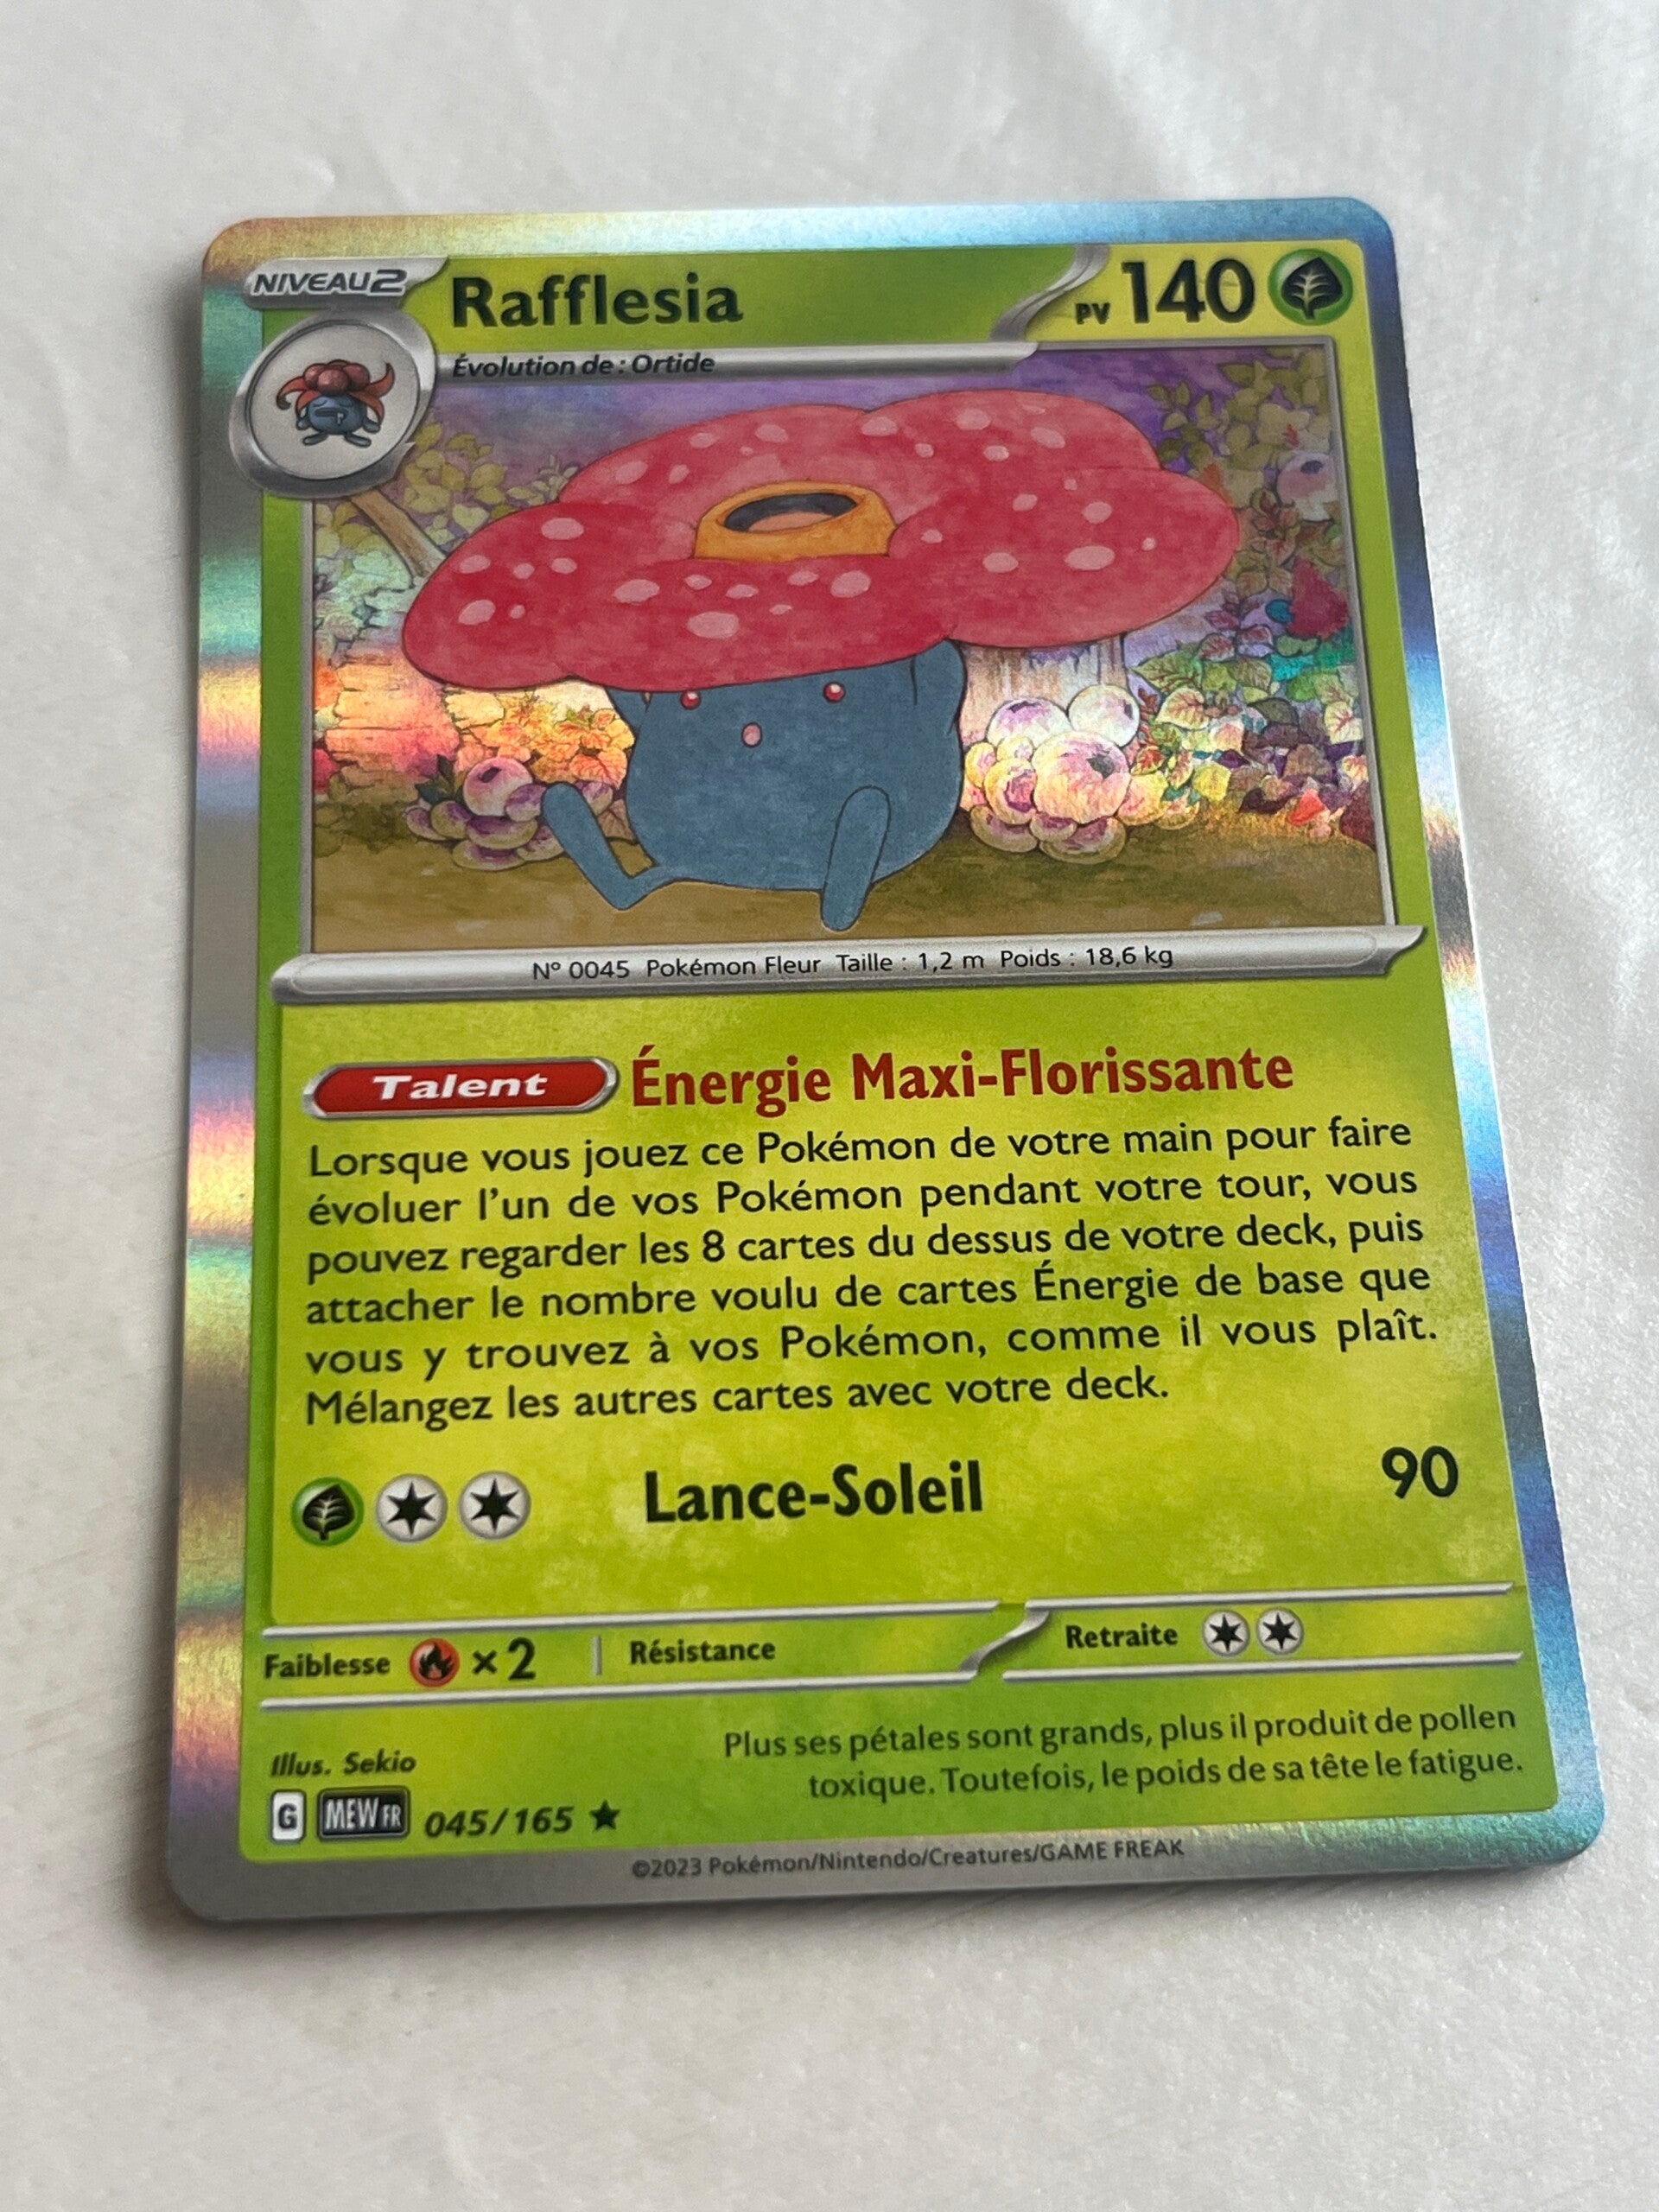 NIVEAU 2
Rafflesia
PV 140
Évolution de : Ortide
N° 0045 Pokémon Fleur Taille : 1,2 m Poids : 18,6 kg
Talent Énergie Maxi-Florissante
Lorsque vous jouez ce Pokémon de votre main pour faire
évoluer l'un de vos Pokémon pendant votre tour, vous
pouvez regarder les 8 cartes du dessus de votre deck, puis
attacher le nombre voulu de cartes Énergie de base que
vous y trouvez à vos Pokémon, comme il vous plaît.
Mélangez les autres cartes avec votre deck.
Lance-Soleil 90
Faiblesse ×2 Résistance Retraite
Plus ses pétales sont grands, plus il produit de pollen
toxique. Toutefois, le poids de sa tête le fatigue.
Illus. Sekio
G MEW FR 045/165 ★
©2023 Pokémon/Nintendo/Creatures/GAME FREAK